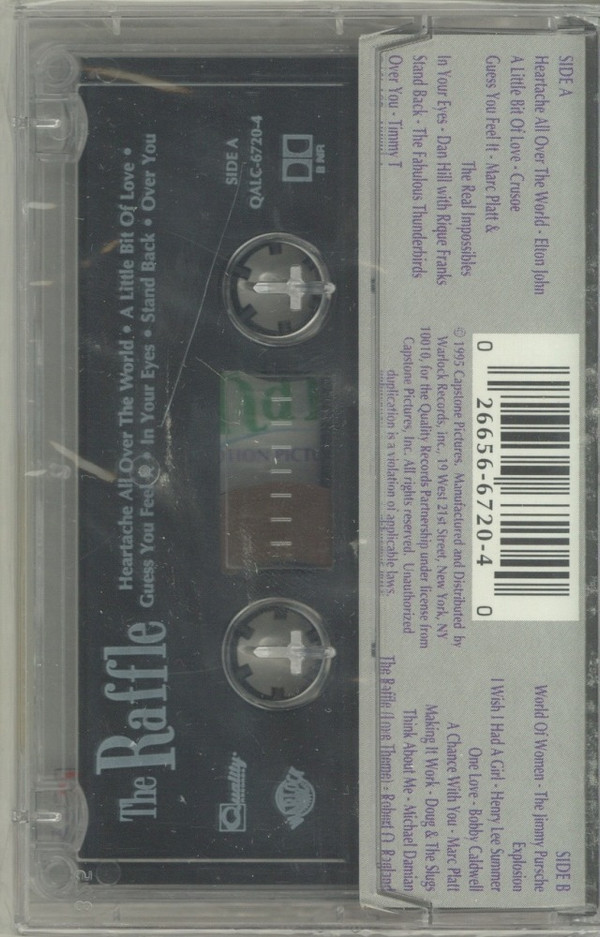 SIDE A
Heartache All Over The World - Elton John
A Little Bit Of Love - Crusoe
Guess You Feel It - Marc Platt &
The Real Impossibles
In Your Eyes - Dan Hill with Rique Franks
Stand Back - The Fabulous Thunderbirds
Over You - Timmy T
0 26656-6720-4 0
© 1995 Capstone Pictures. Manufactured and Distributed by
Warlock Records, inc., 19 West 21st Street, New York, NY
10010, for the Quality Records Partnership under license from
Capstone Pictures, Inc. All rights reserved. Unauthorized
duplication is a violation of applicable laws.
SIDE B
World Of Women - The Jimmy Pursche
Explosion
I Wish I Had A Girl - Henry Lee Summer
One Love - Bobby Caldwell
A Chance With You - Marc Platt
Making It Work - Doug & The Slugs
Think About Me - Michael Damian
The Raffle (Love Theme) - Robert O. Ragland
B NR
SIDE A
QALC-6720-4
The Raffle
Heartache All Over The World • A Little Bit Of Love •
Guess You Feel It • In Your Eyes • Stand Back • Over You
Quality
WARLOCK